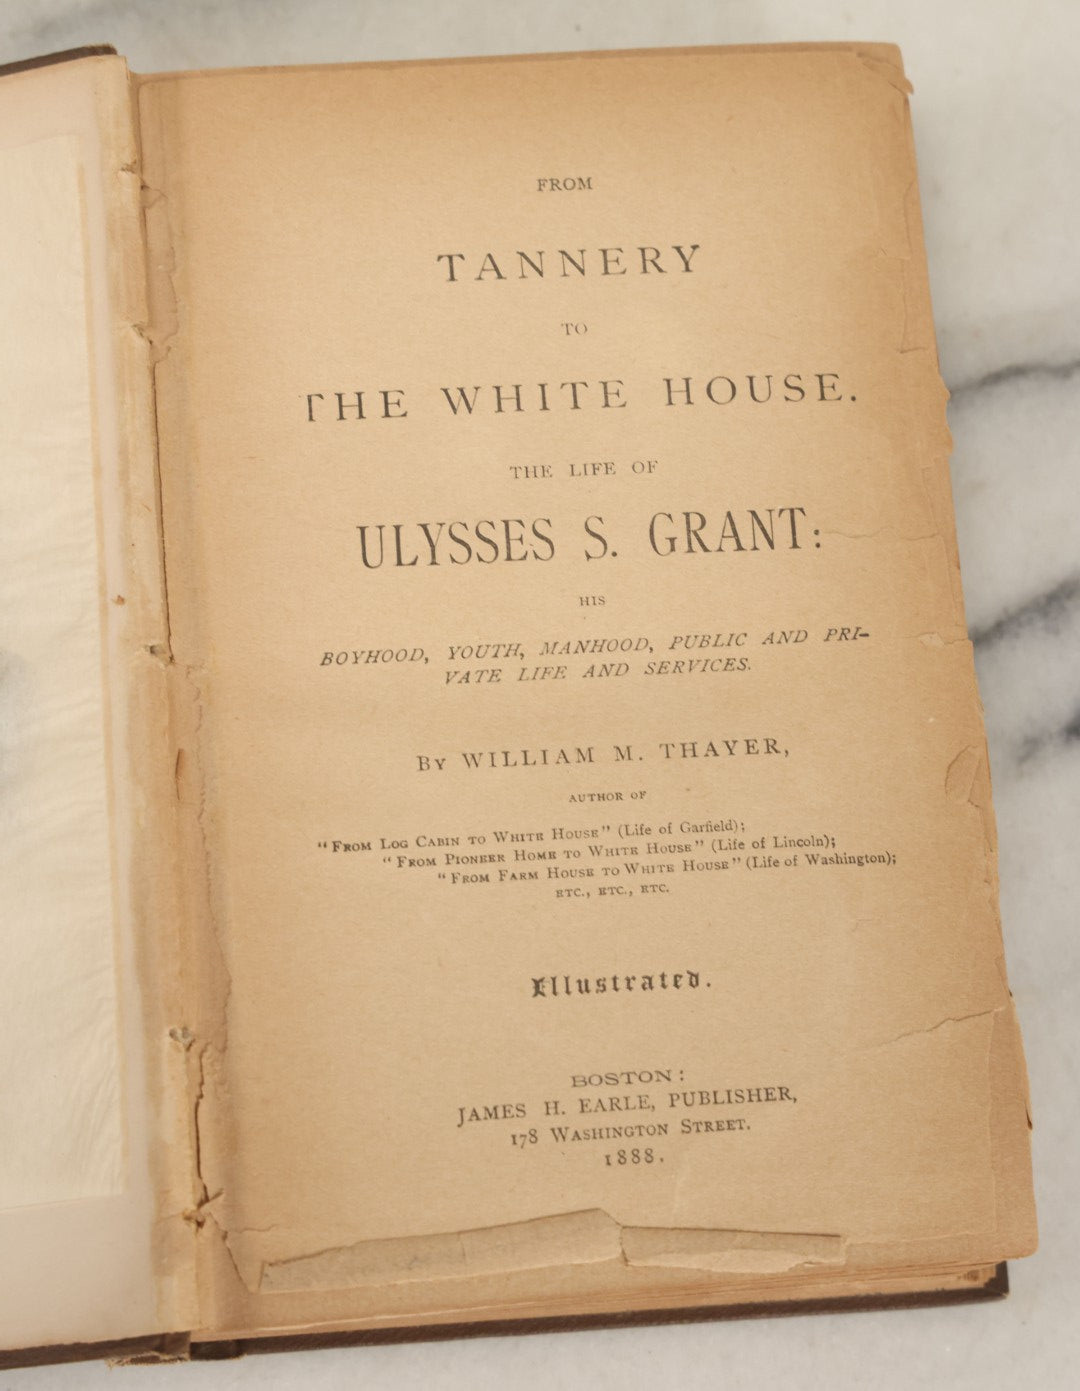 FROM
TANNERY
TO
THE WHITE HOUSE.
THE LIFE OF
ULYSSES S. GRANT:
HIS
BOYHOOD, YOUTH, MANHOOD, PUBLIC AND PRI-
VATE LIFE AND SERVICES.
BY WILLIAM M. THAYER,
AUTHOR OF
"FROM LOG CABIN TO WHITE HOUSE" (Life of Garfield);
"FROM PIONEER HOME TO WHITE HOUSE" (Life of Lincoln);
"FROM FARM HOUSE TO WHITE HOUSE" (Life of Washington);
ETC., ETC., ETC.
Illustrated.
BOSTON:
JAMES H. EARLE, PUBLISHER,
178 WASHINGTON STREET.
1888.